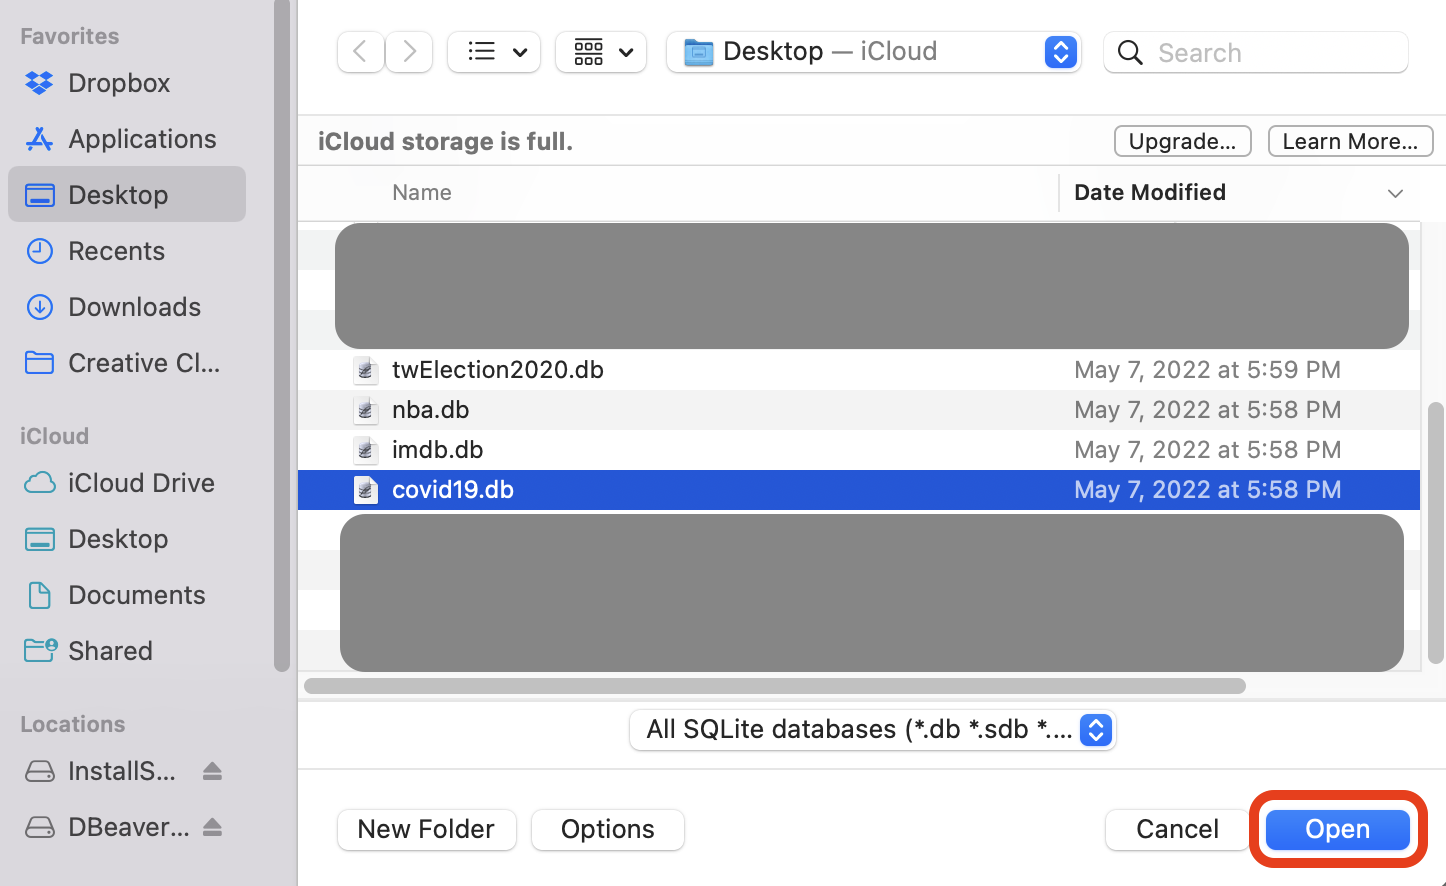 Favorites
Dropbox
Applications
Desktop
Recents
Downloads
Creative Cl...
iCloud
iCloud Drive
Desktop
Documents
Shared
Locations
InstallS...
DBeaver...
Desktop — iCloud
Search
iCloud storage is full.
Upgrade...
Learn More...
Name
Date Modified
twElection2020.db May 7, 2022 at 5:59 PM
nba.db May 7, 2022 at 5:58 PM
imdb.db May 7, 2022 at 5:58 PM
covid19.db May 7, 2022 at 5:58 PM
All SQLite databases (*.db *.sdb *....
New Folder
Options
Cancel
Open